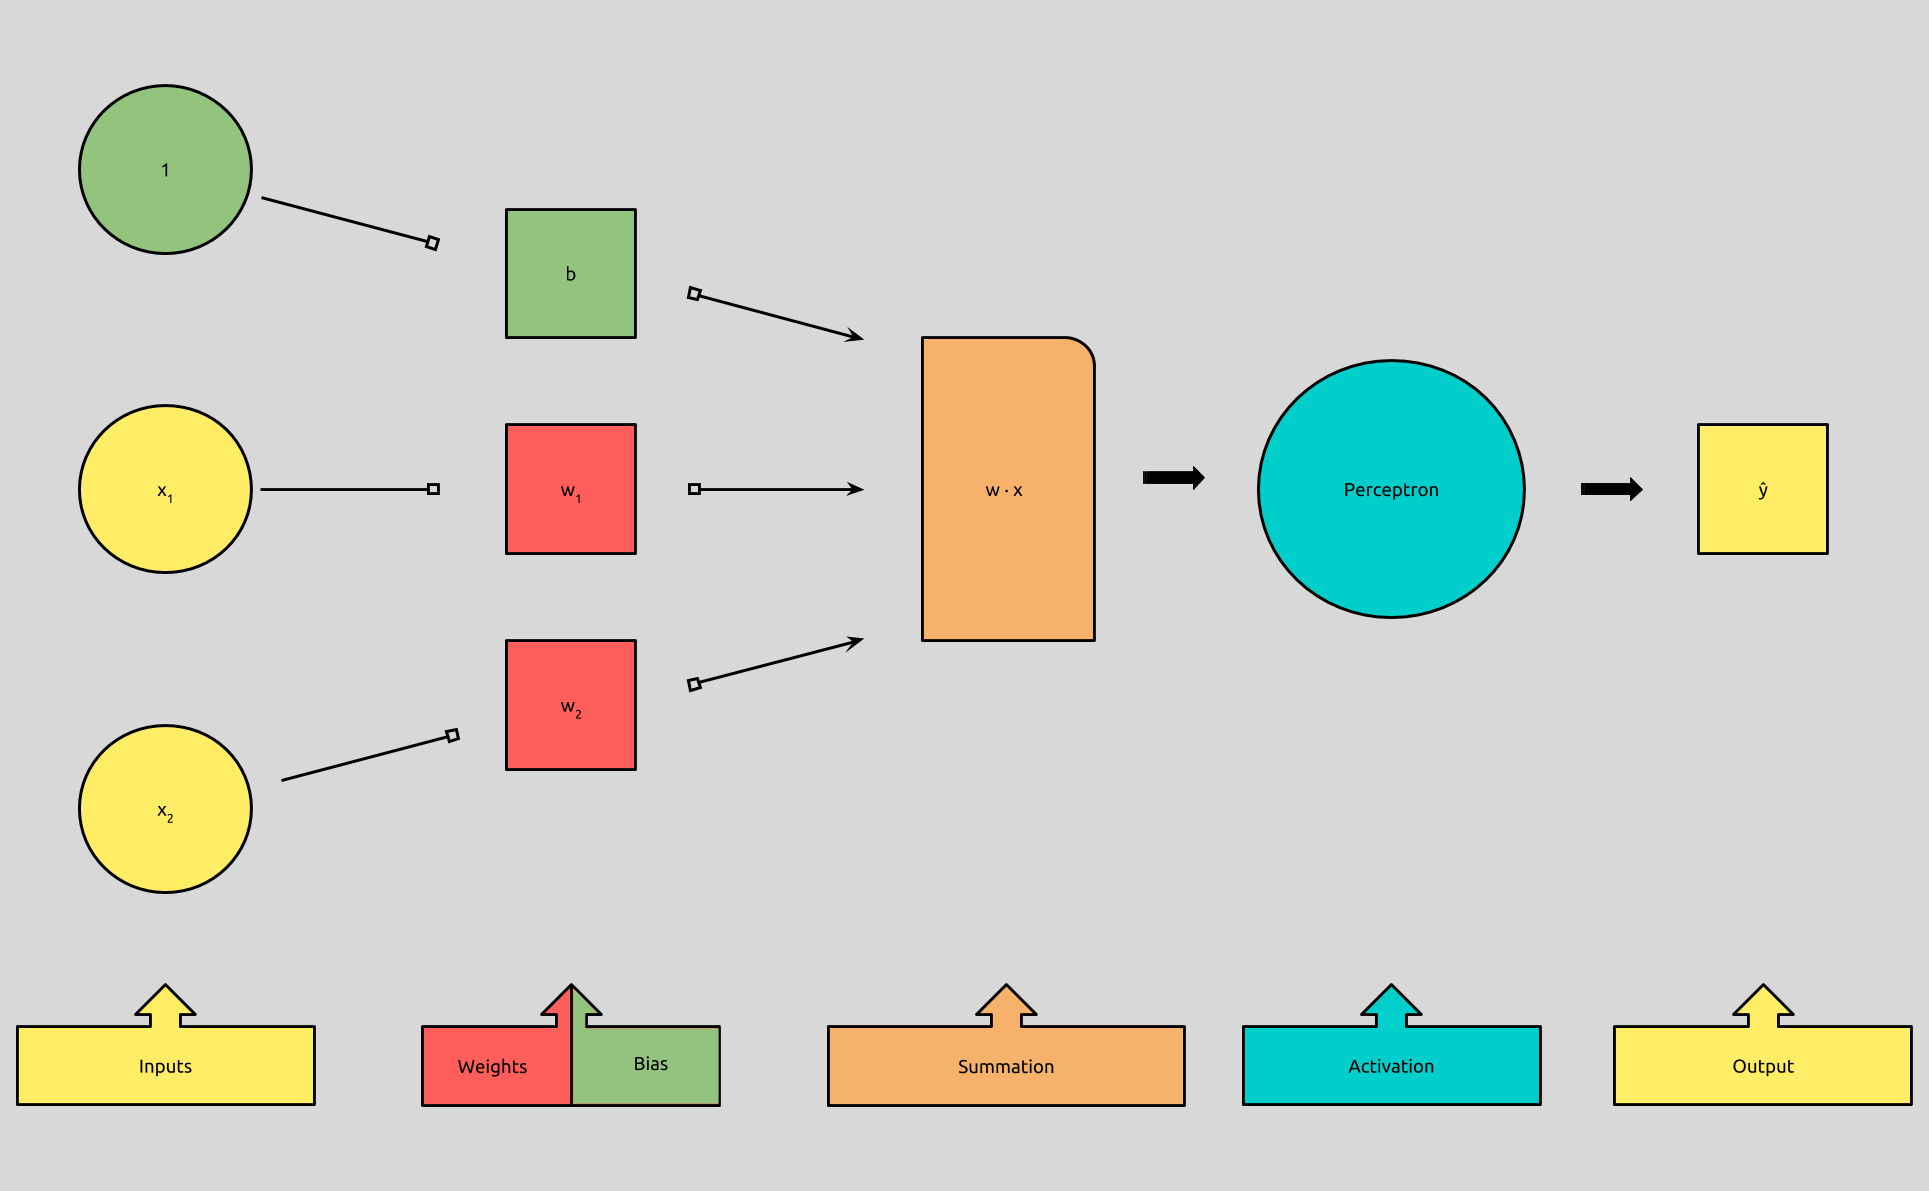 1
b
x₁
w₁
w · x
Perceptron
ŷ
w₂
x₂
Inputs
Weights
Bias
Summation
Activation
Output